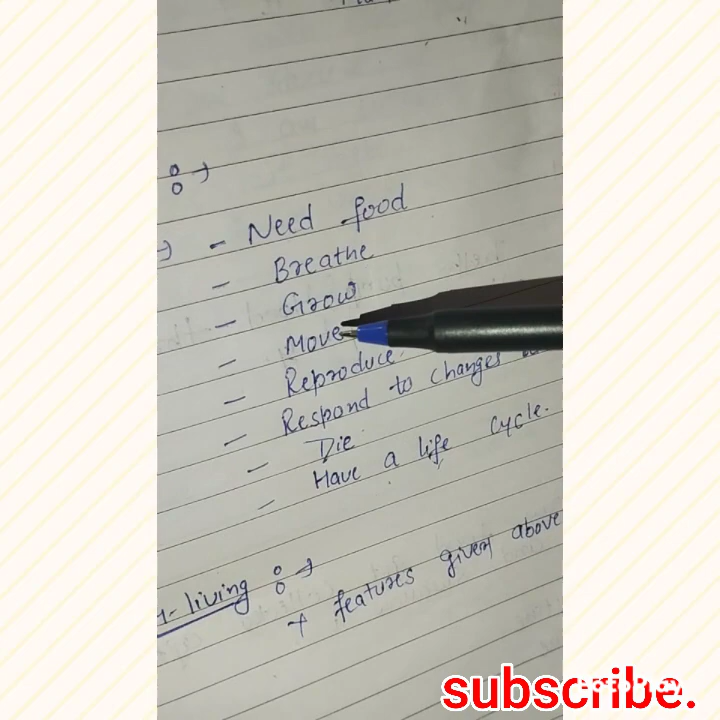 - Need food
- Breathe
- Grow
- Move
- Reproduce.
- Respond to changes
- Die
- Have a life cycle.
living :→
features given above
subscribe.